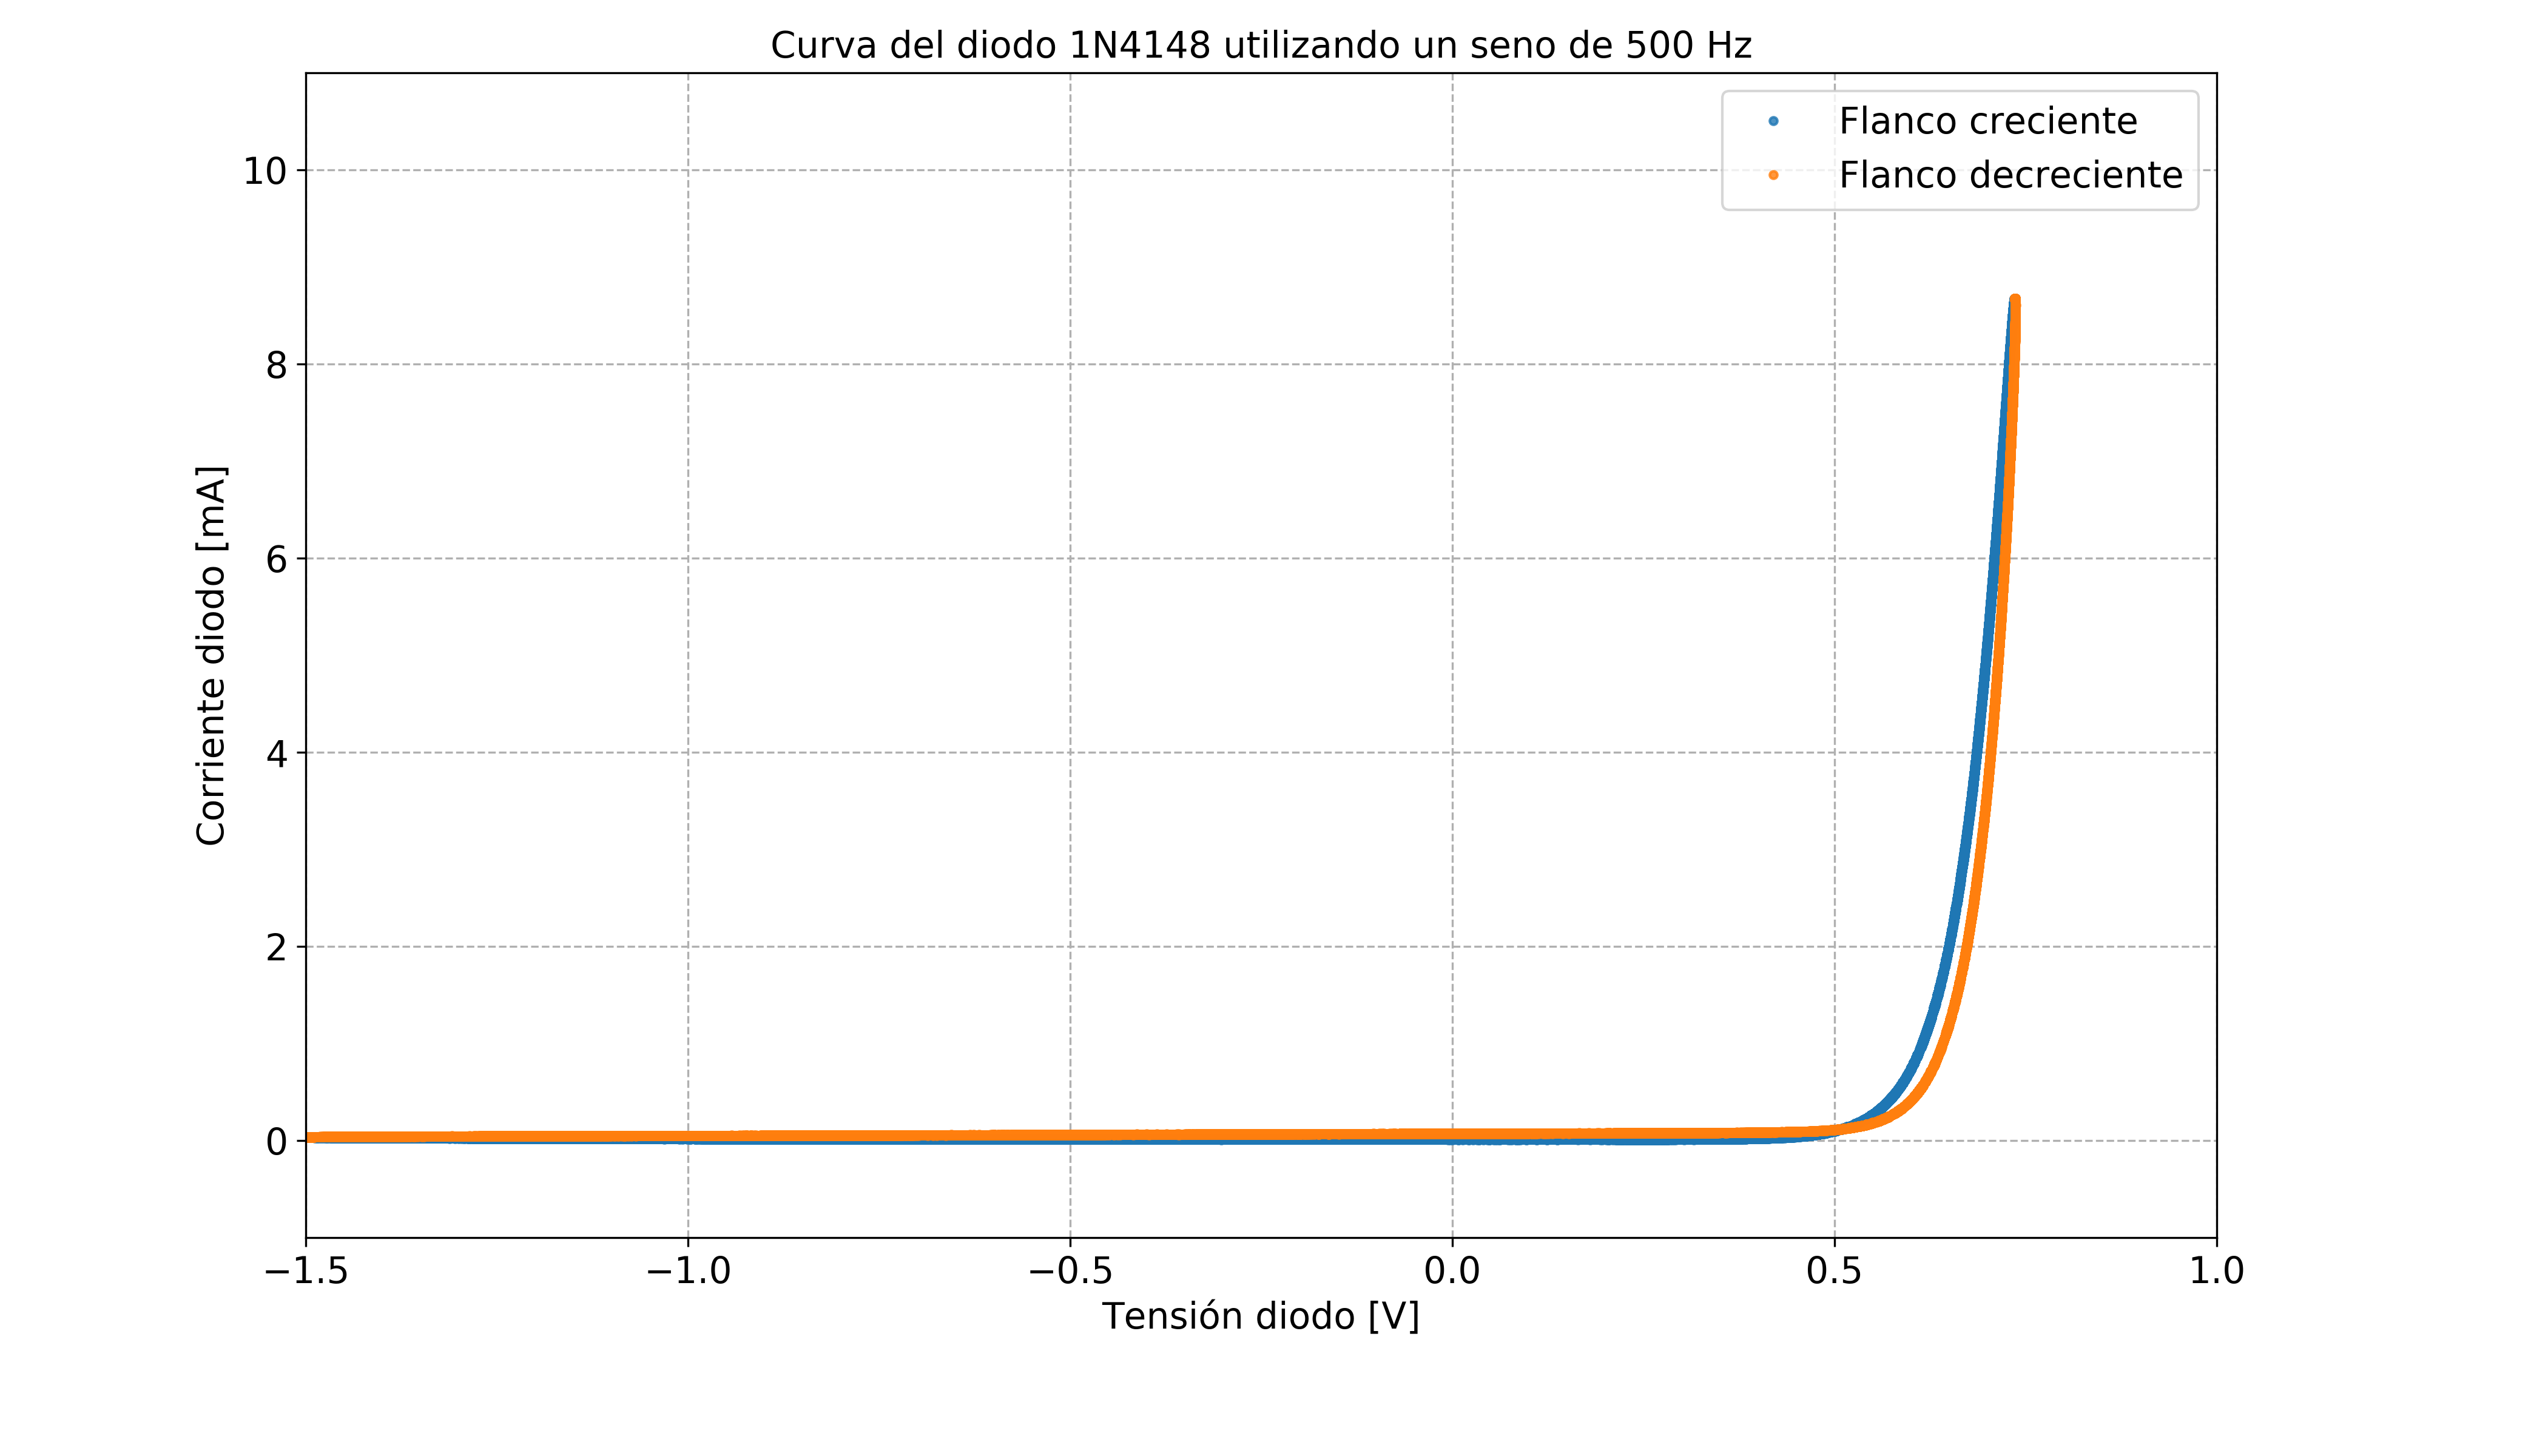 Curva del diodo 1N4148 utilizando un seno de 500 Hz
Flanco creciente
Flanco decreciente
Corriente diodo [mA]
10
8
6
4
2
0
−1.5
−1.0
−0.5
0.0
0.5
1.0
Tensión diodo [V]